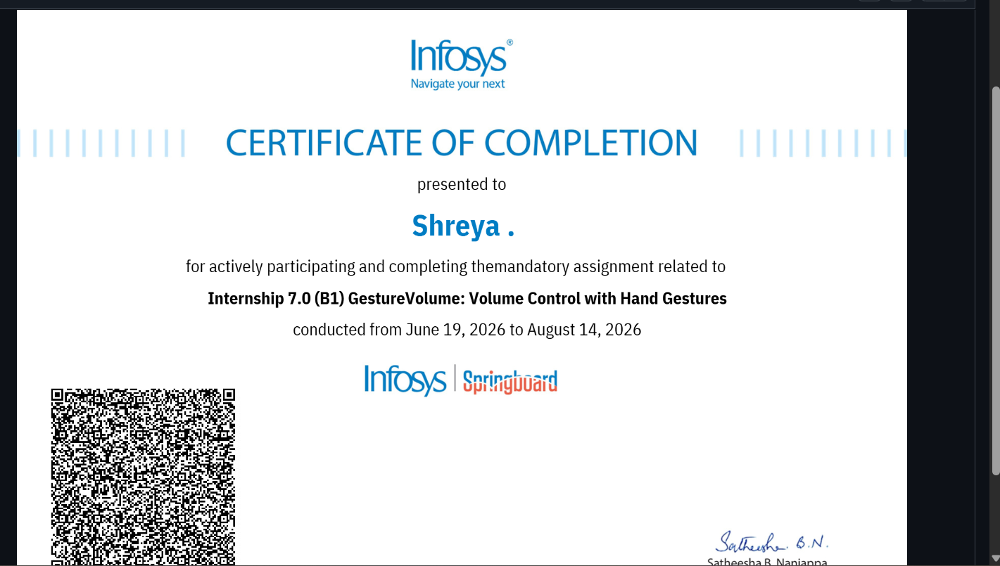 Infosys®
Navigate your next
CERTIFICATE OF COMPLETION
presented to
Shreya .
for actively participating and completing themandatory assignment related to
Internship 7.0 (B1) GestureVolume: Volume Control with Hand Gestures
conducted from June 19, 2026 to August 14, 2026
Infosys | Springboard
Satheesha B.N.
Satheesha B. Nanjappa